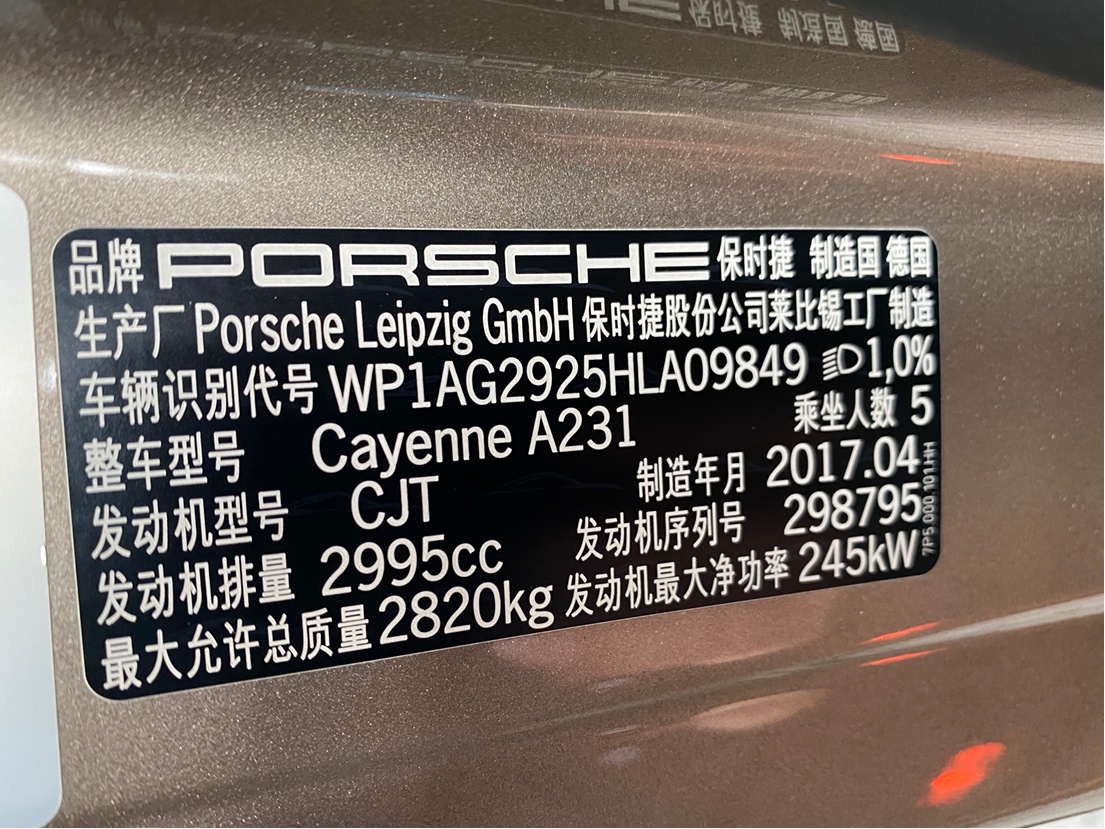 品牌 PORSCHE 保时捷 制造国 德国
生产厂 Porsche Leipzig GmbH 保时捷股份公司莱比锡工厂制造
车辆识别代号 WP1AG2925HLA09849 1,0%
整车型号 Cayenne A231 乘坐人数 5
发动机型号 CJT 制造年月 2017.04
发动机排量 2995cc 发动机序列号 298795
最大允许总质量 2820kg 发动机最大净功率 245kW
7P5.000.101.HH